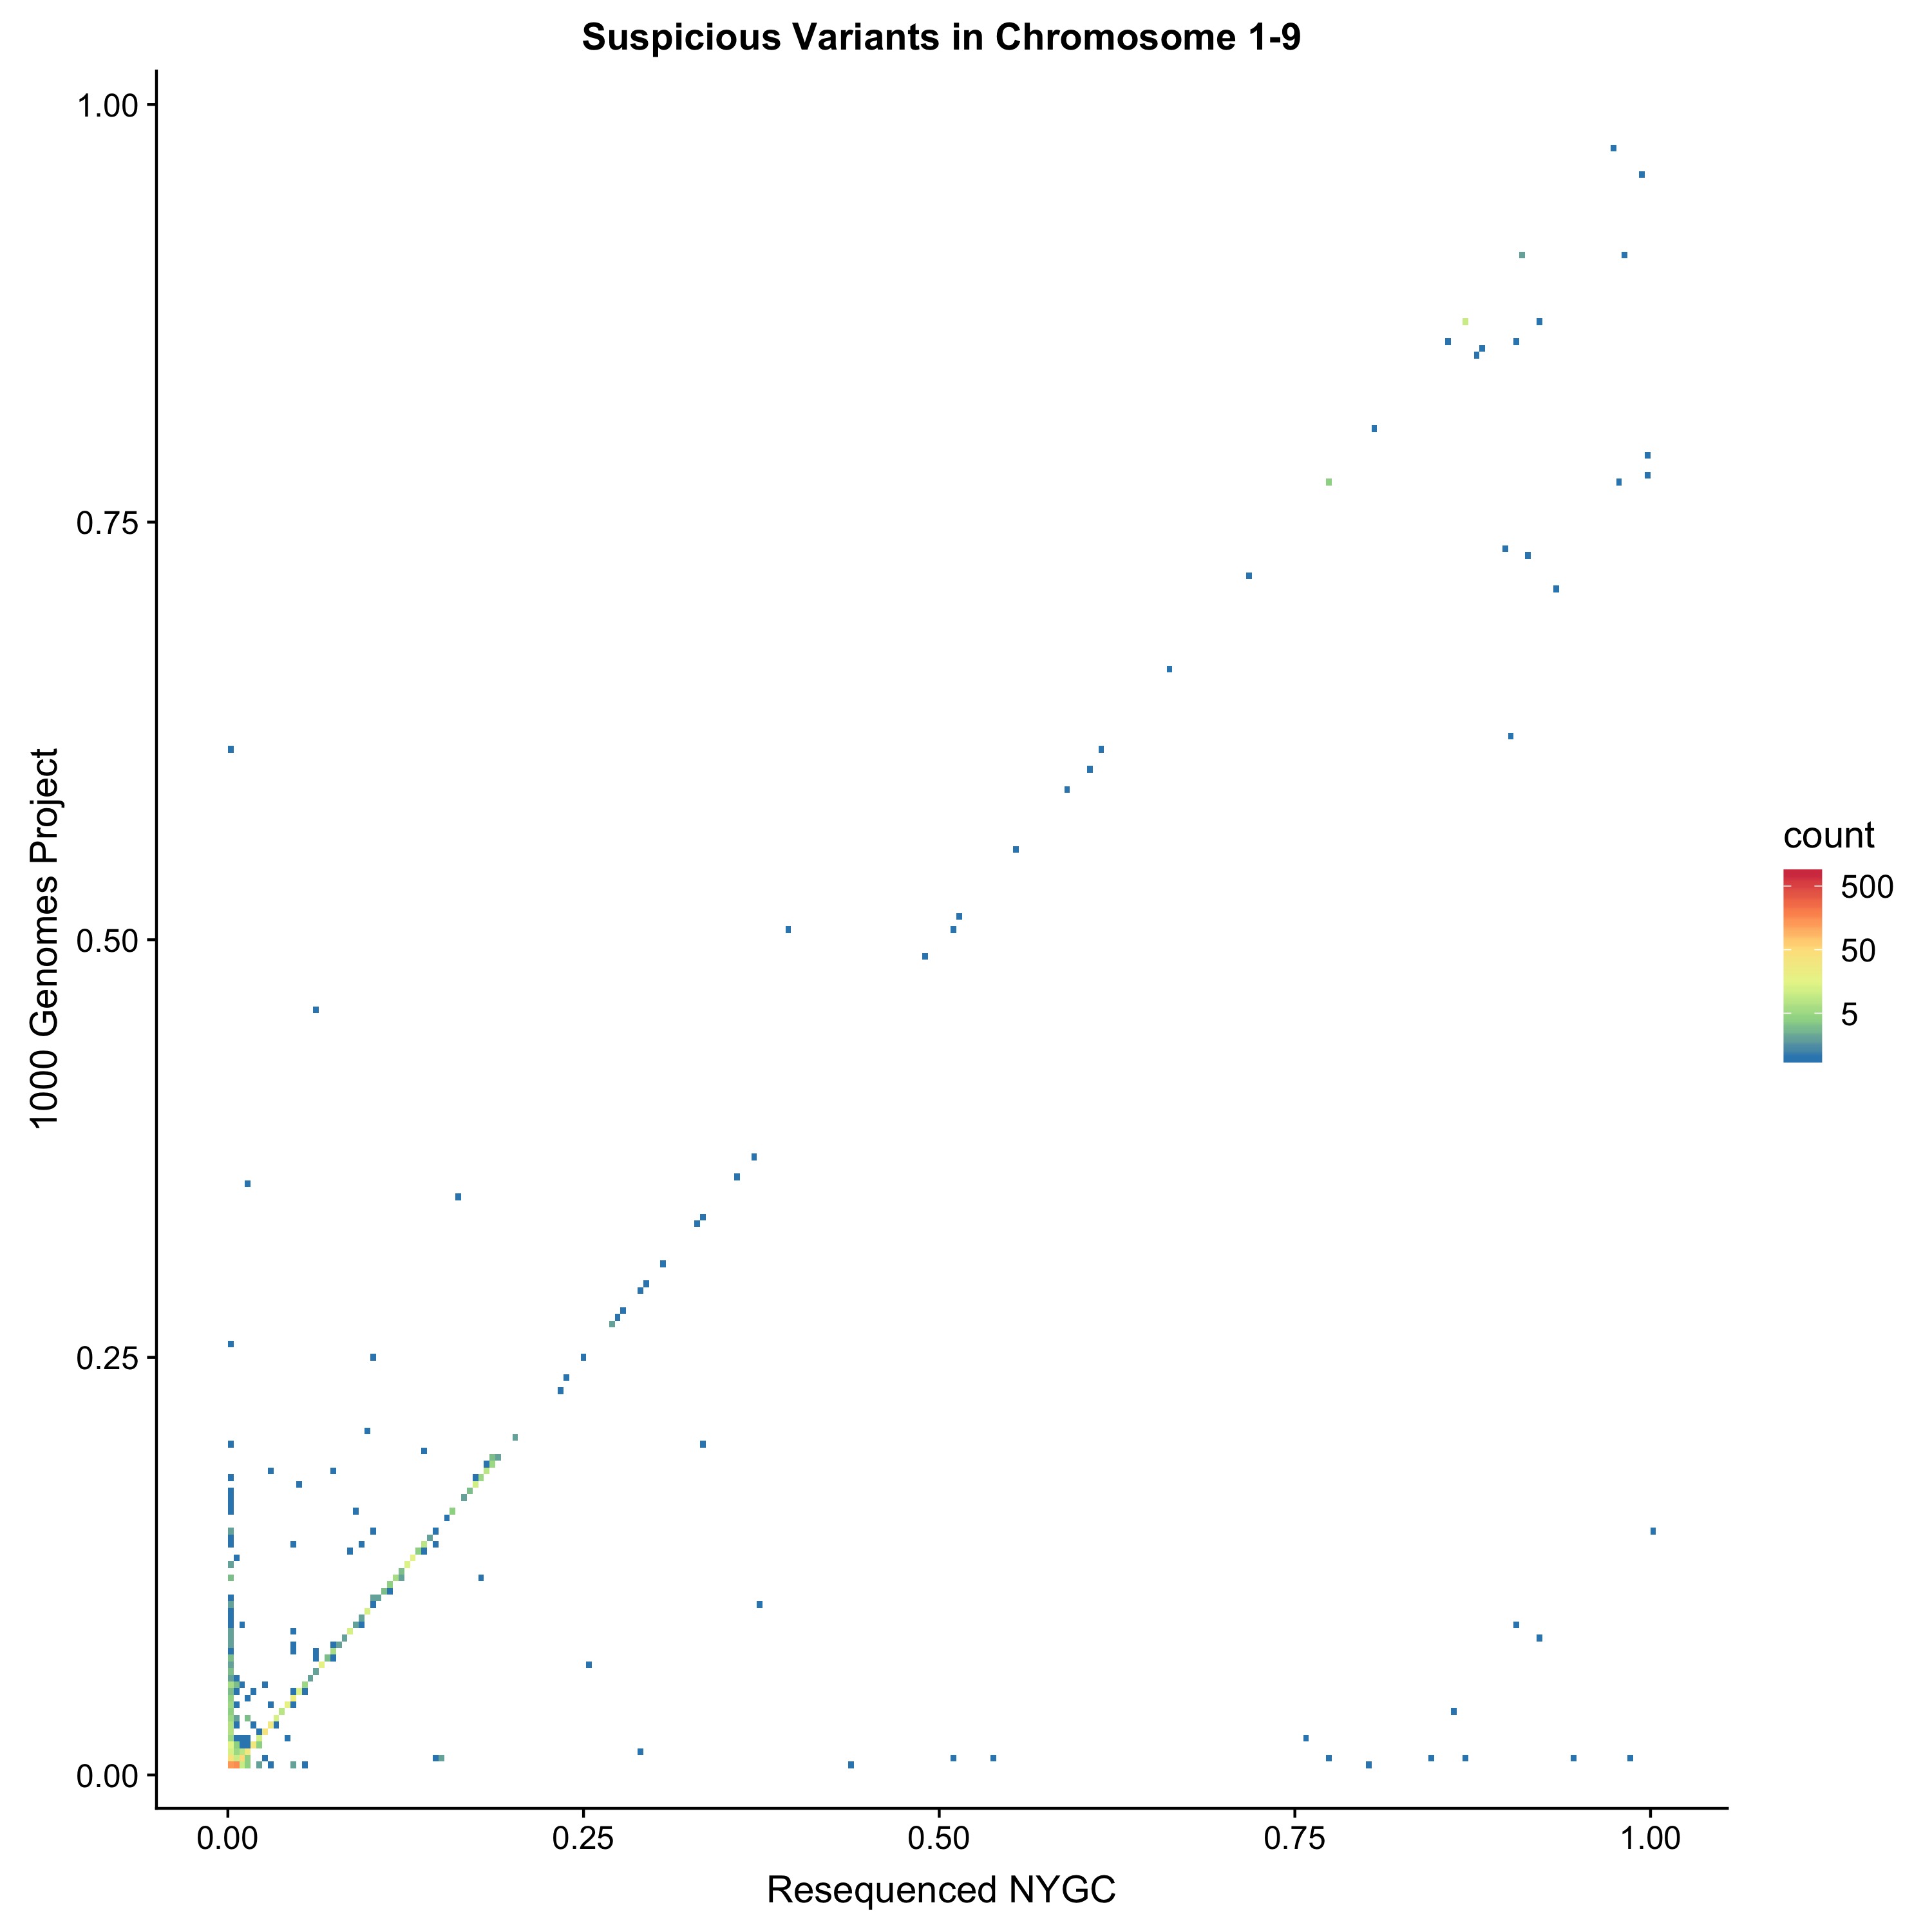 Suspicious Variants in Chromosome 1-9
1.00
0.75
0.50
0.25
0.00
1000 Genomes Project
0.00 0.25 0.50 0.75 1.00
Resequenced NYGC
count
500
50
5